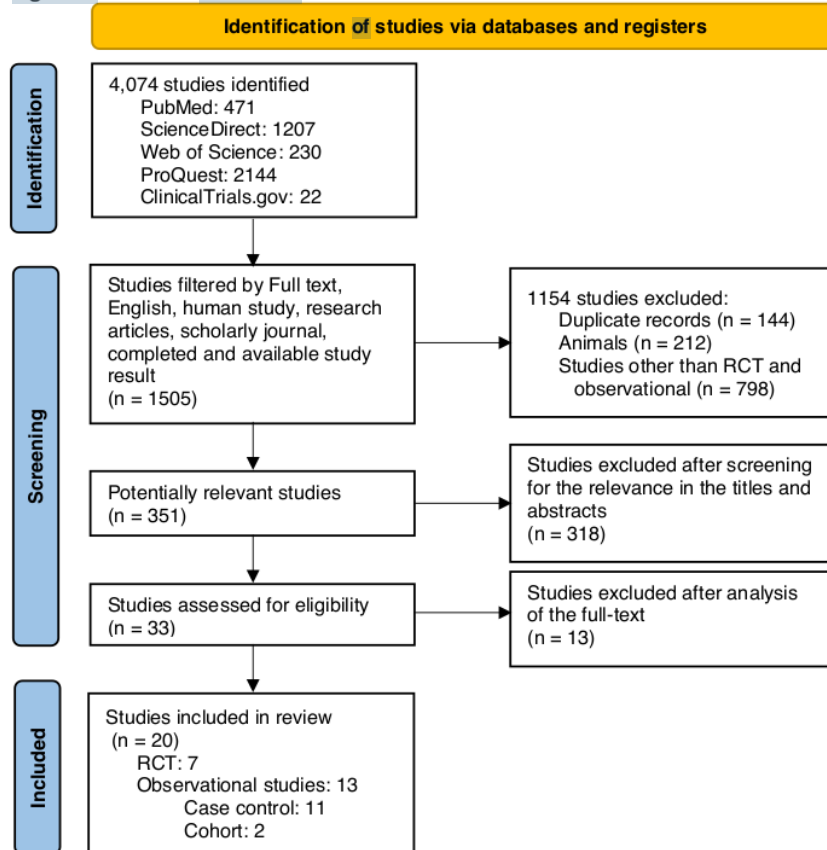 Identification of studies via databases and registers
Identification
4,074 studies identified
PubMed: 471
ScienceDirect: 1207
Web of Science: 230
ProQuest: 2144
ClinicalTrials.gov: 22
Screening
Studies filtered by Full text,
English, human study, research
articles, scholarly journal,
completed and available study
result
(n = 1505)
1154 studies excluded:
Duplicate records (n = 144)
Animals (n = 212)
Studies other than RCT and
observational (n = 798)
Potentially relevant studies
(n = 351)
Studies excluded after screening
for the relevance in the titles and
abstracts
(n = 318)
Studies assessed for eligibility
(n = 33)
Studies excluded after analysis
of the full-text
(n = 13)
Included
Studies included in review
(n = 20)
RCT: 7
Observational studies: 13
Case control: 11
Cohort: 2